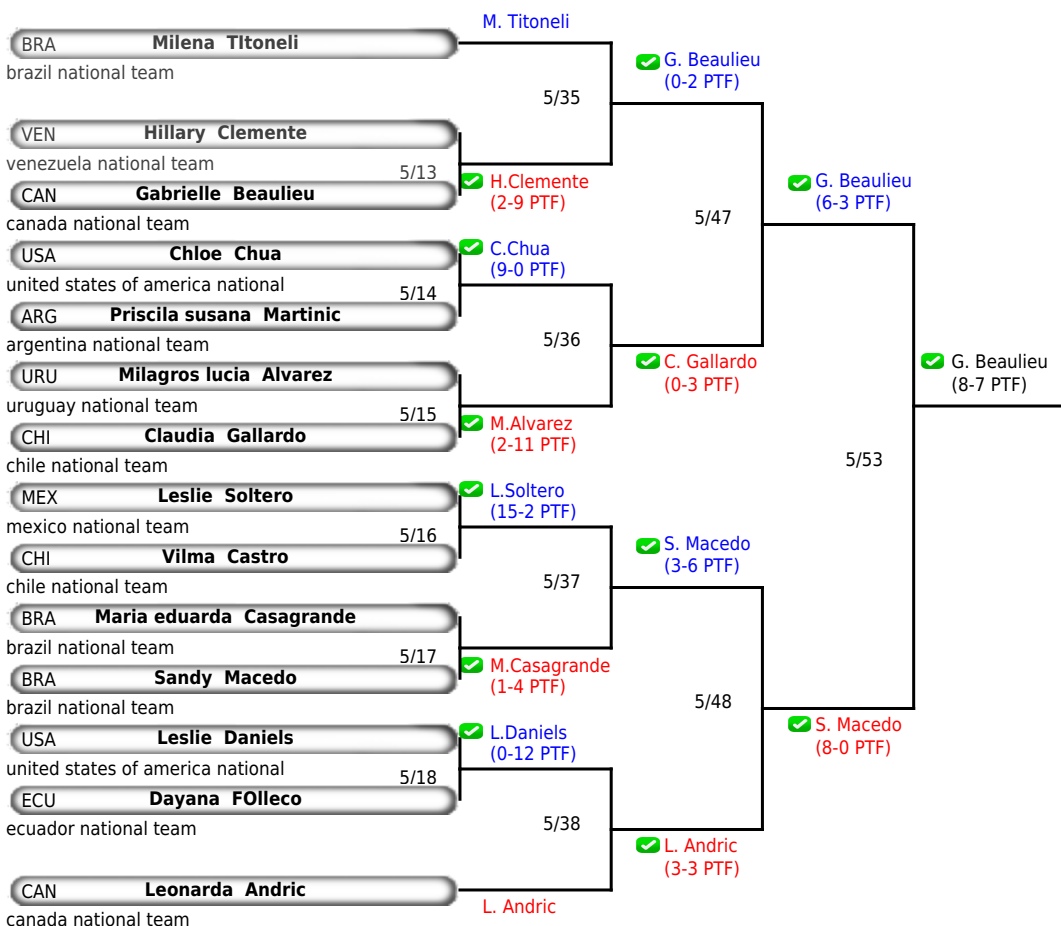 M. Titoneli
BRA Milena TItoneli
brazil national team
G. Beaulieu
(0-2 PTF)
5/35
VEN Hillary Clemente
venezuela national team
5/13
H.Clemente
(2-9 PTF)
CAN Gabrielle Beaulieu
canada national team
G. Beaulieu
(6-3 PTF)
5/47
USA Chloe Chua
united states of america national
C.Chua
(9-0 PTF)
5/14
ARG Priscila susana Martinic
argentina national team
5/36
URU Milagros lucia Alvarez
uruguay national team
C. Gallardo
(0-3 PTF)
G. Beaulieu
(8-7 PTF)
5/15
M.Alvarez
(2-11 PTF)
CHI Claudia Gallardo
chile national team
5/53
MEX Leslie Soltero
mexico national team
L.Soltero
(15-2 PTF)
5/16
CHI Vilma Castro
chile national team
S. Macedo
(3-6 PTF)
5/37
BRA Maria eduarda Casagrande
brazil national team
5/17
M.Casagrande
(1-4 PTF)
BRA Sandy Macedo
brazil national team
5/48
S. Macedo
(8-0 PTF)
USA Leslie Daniels
united states of america national
L.Daniels
(0-12 PTF)
5/18
ECU Dayana FOlleco
ecuador national team
5/38
L. Andric
(3-3 PTF)
CAN Leonarda Andric
canada national team
L. Andric